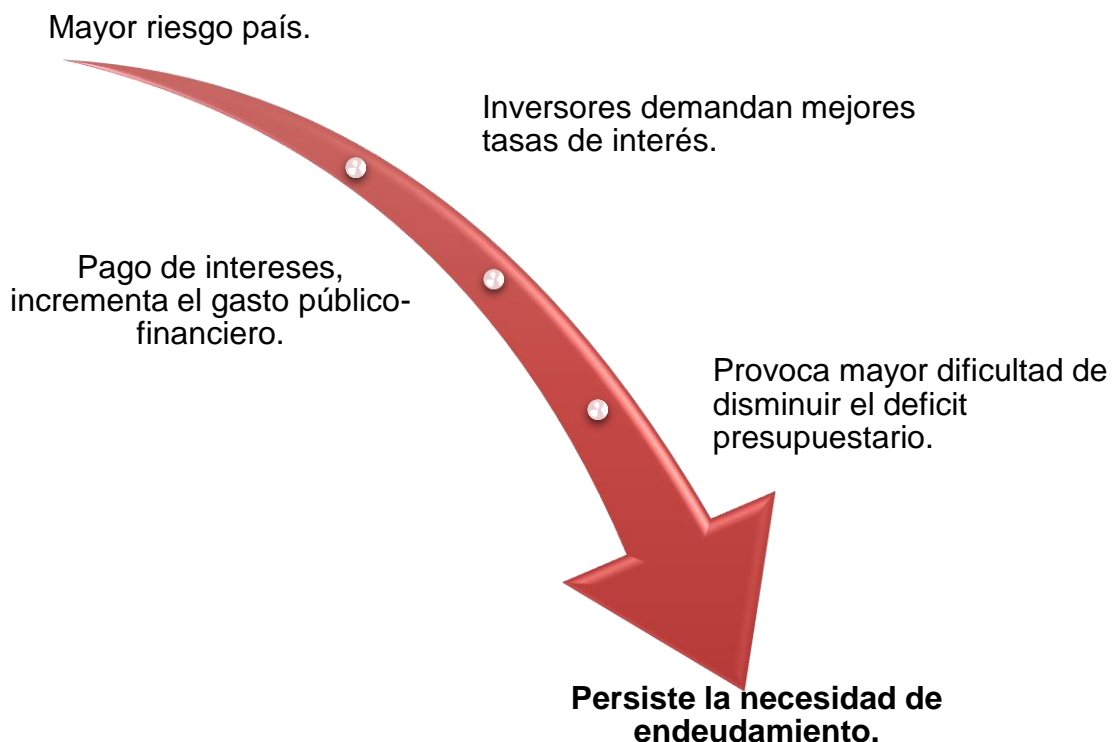 Mayor riesgo país.
Inversores demandan mejores
tasas de interés.
Pago de intereses,
incrementa el gasto público-
financiero.
Provoca mayor dificultad de
disminuir el deficit
presupuestario.
Persiste la necesidad de
endeudamiento.